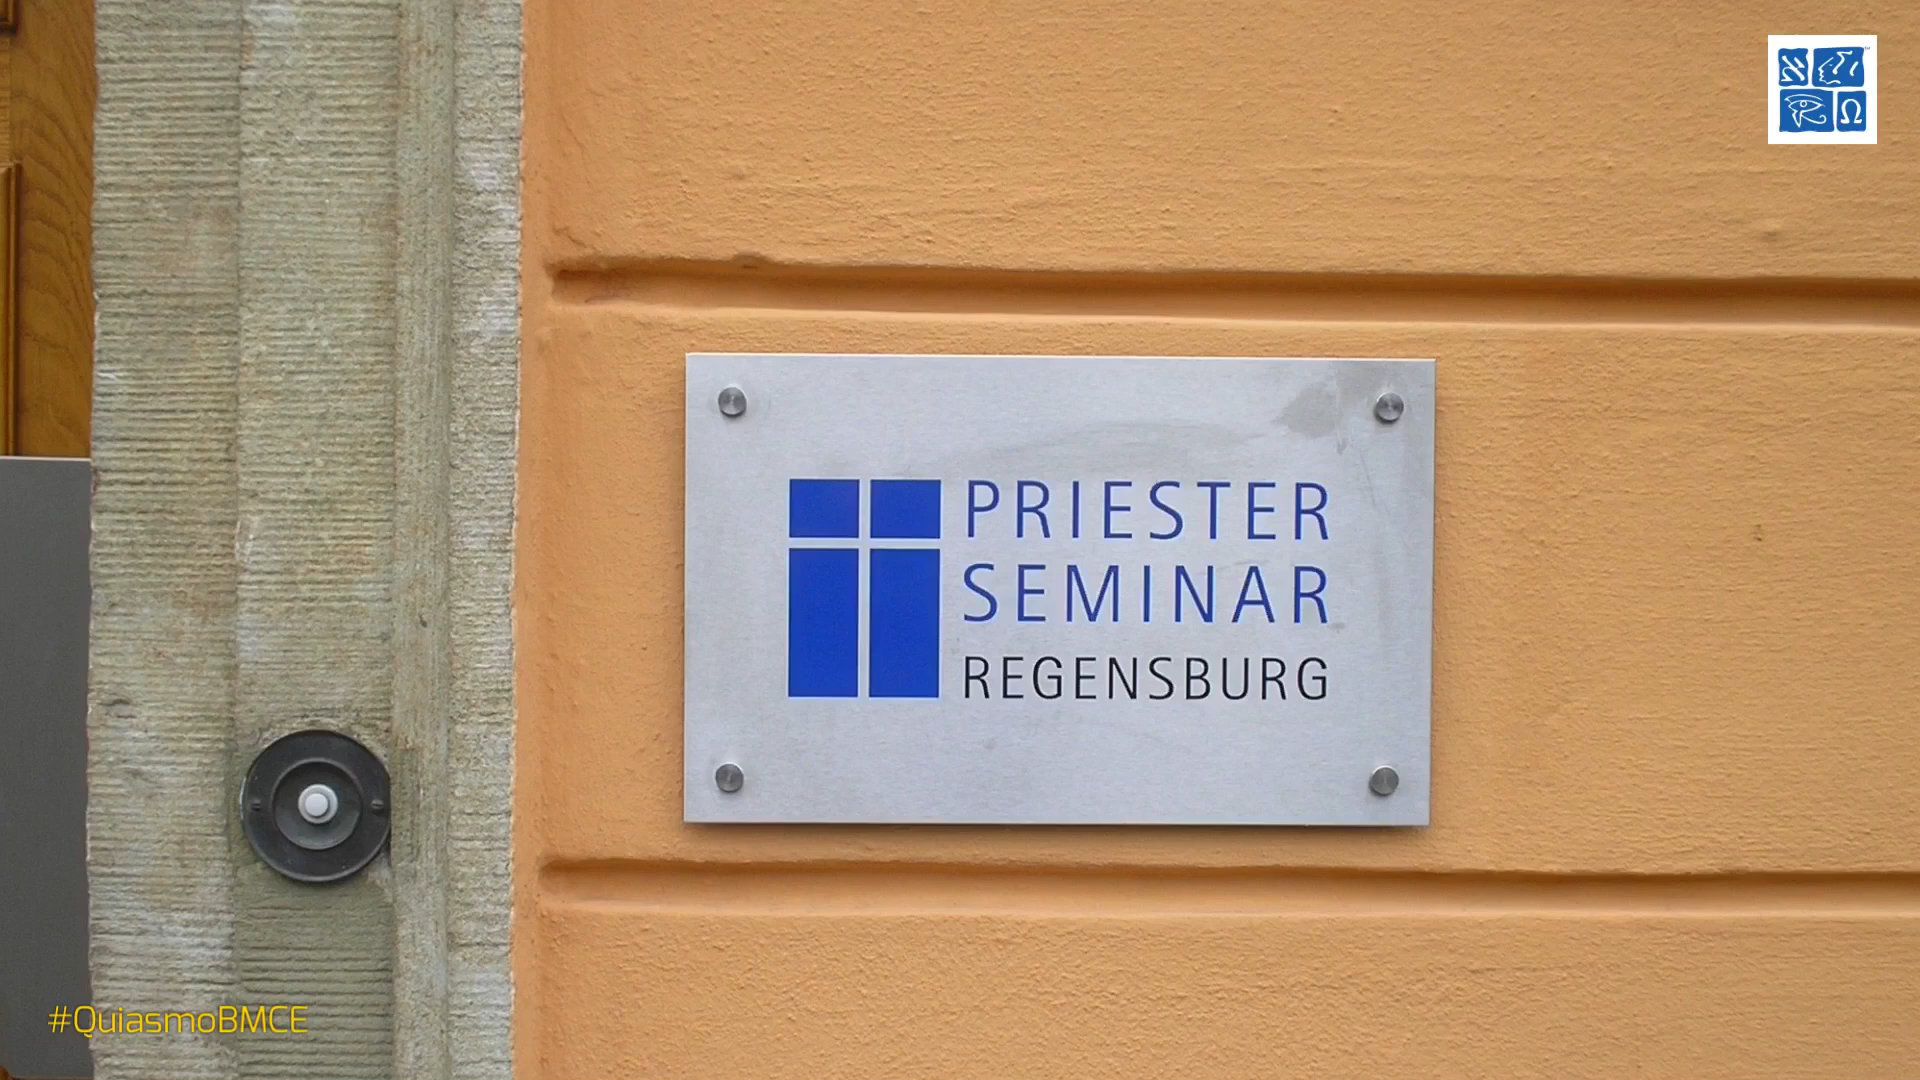 PRIESTER
SEMINAR
REGENSBURG
#QuiasmoBMCE
א
Ω